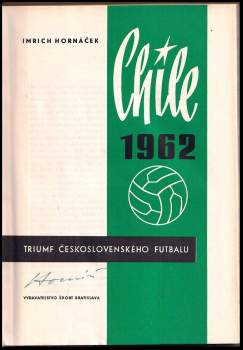 IMRICH HORNÁČEK
Chile
1962
TRIUMF ČESKOSLOVENSKÉHO FUTBALU
VYDAVATEĽSTVO ŠPORT BRATISLAVA